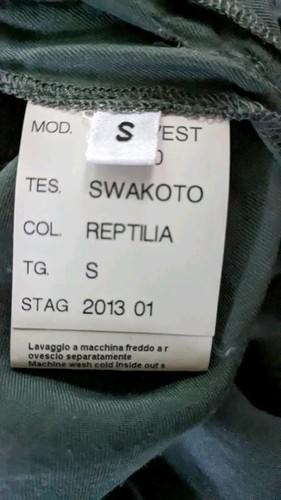 S
MOD. VEST
0
TES. SWAKOTO
COL. REPTILIA
TG. S
STAG 2013 01
Lavaggio a macchina freddo a r
ovescio separatamente
Machine wash cold inside out s